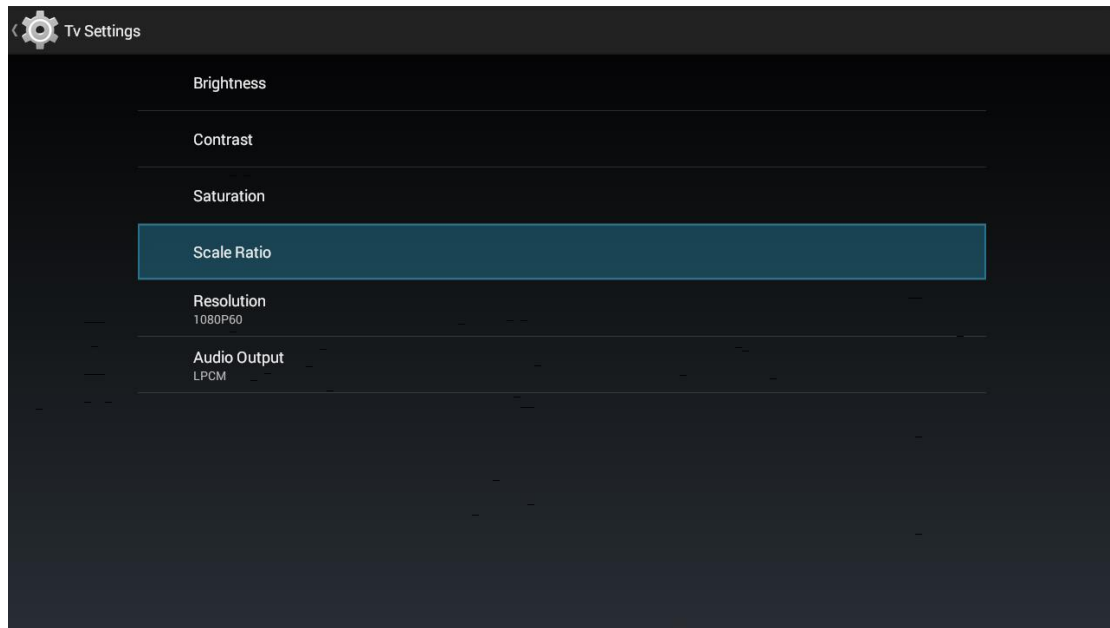 Tv Settings
Brightness
Contrast
Saturation
Scale Ratio
Resolution
1080P60
Audio Output
LPCM